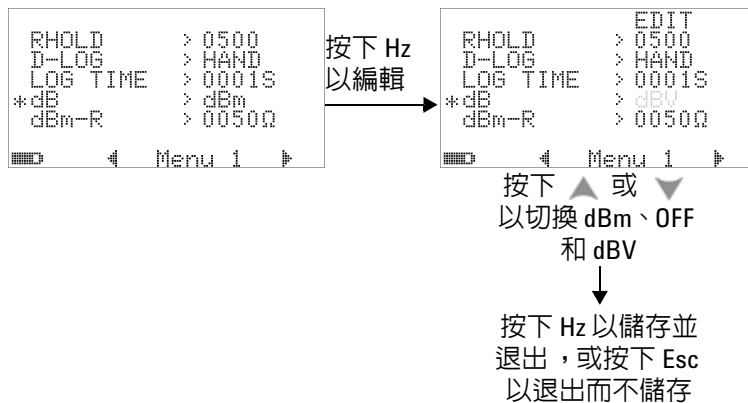 RHOLD > 0500
D-LOG > HAND
LOG TIME > 0001S
*dB > dBm
dBm-R > 0050Ω
Menu 1
按下 Hz
以編輯
EDIT
RHOLD > 0500
D-LOG > HAND
LOG TIME > 0001S
*dB > dBV
dBm-R > 0050Ω
Menu 1
按下 ▲ 或 ▼
以切換 dBm、OFF
和 dBV
按下 Hz 以儲存並
退出,或按下 Esc
以退出而不儲存